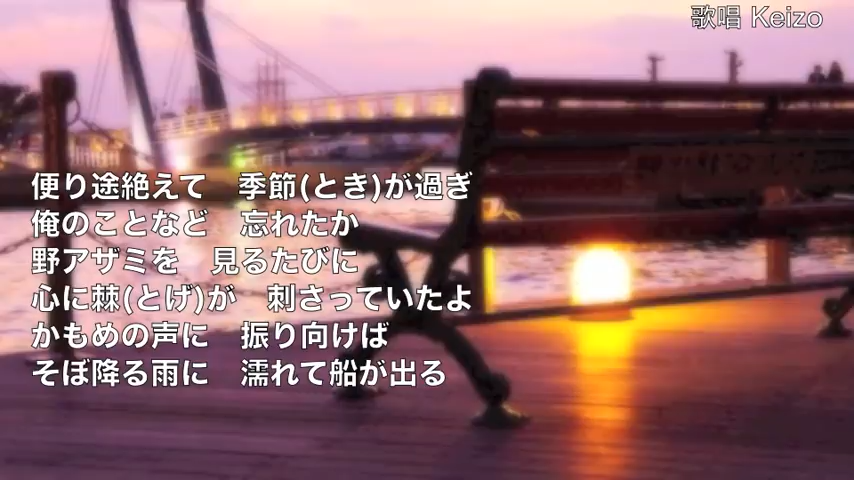 歌唱 Keizo
便り途絶えて　季節(とき)が過ぎ
俺のことなど　忘れたか
野アザミを　見るたびに
心に棘(とげ)が　刺さっていたよ
かもめの声に　振り向けば
そぼ降る雨に　濡れて船が出る